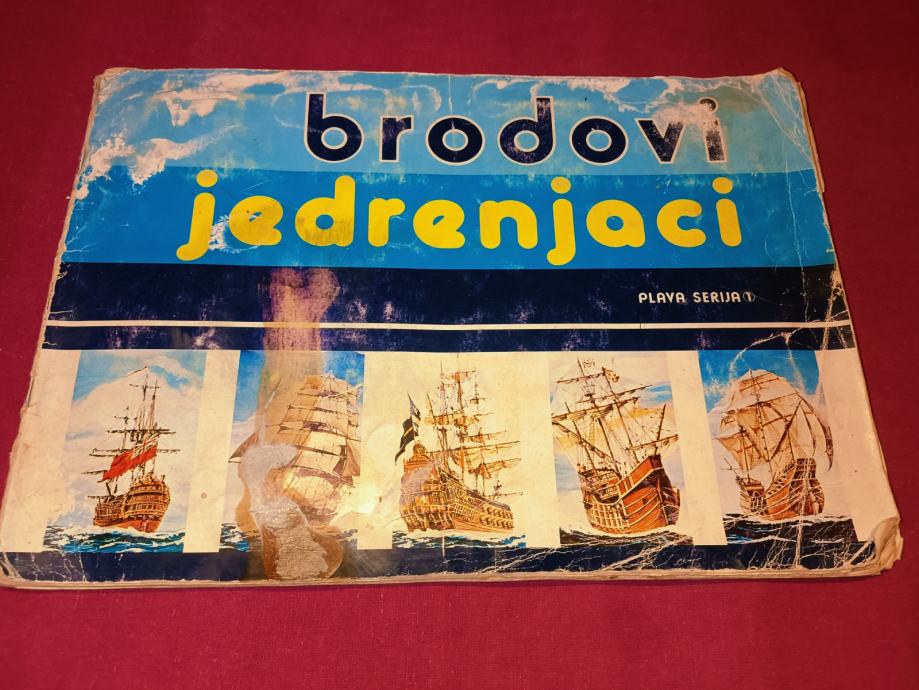 brodovi
jedrenjaci
PLAVA SERIJA 1